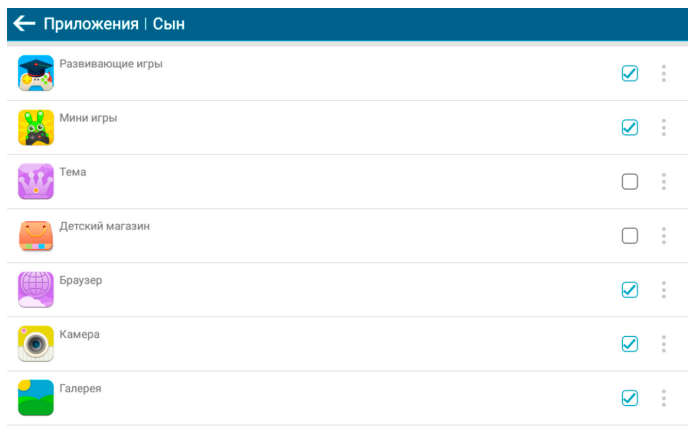 Приложения | Сын
Развивающие игры
Мини игры
Тема
Детский магазин
Браузер
Камера
Галерея